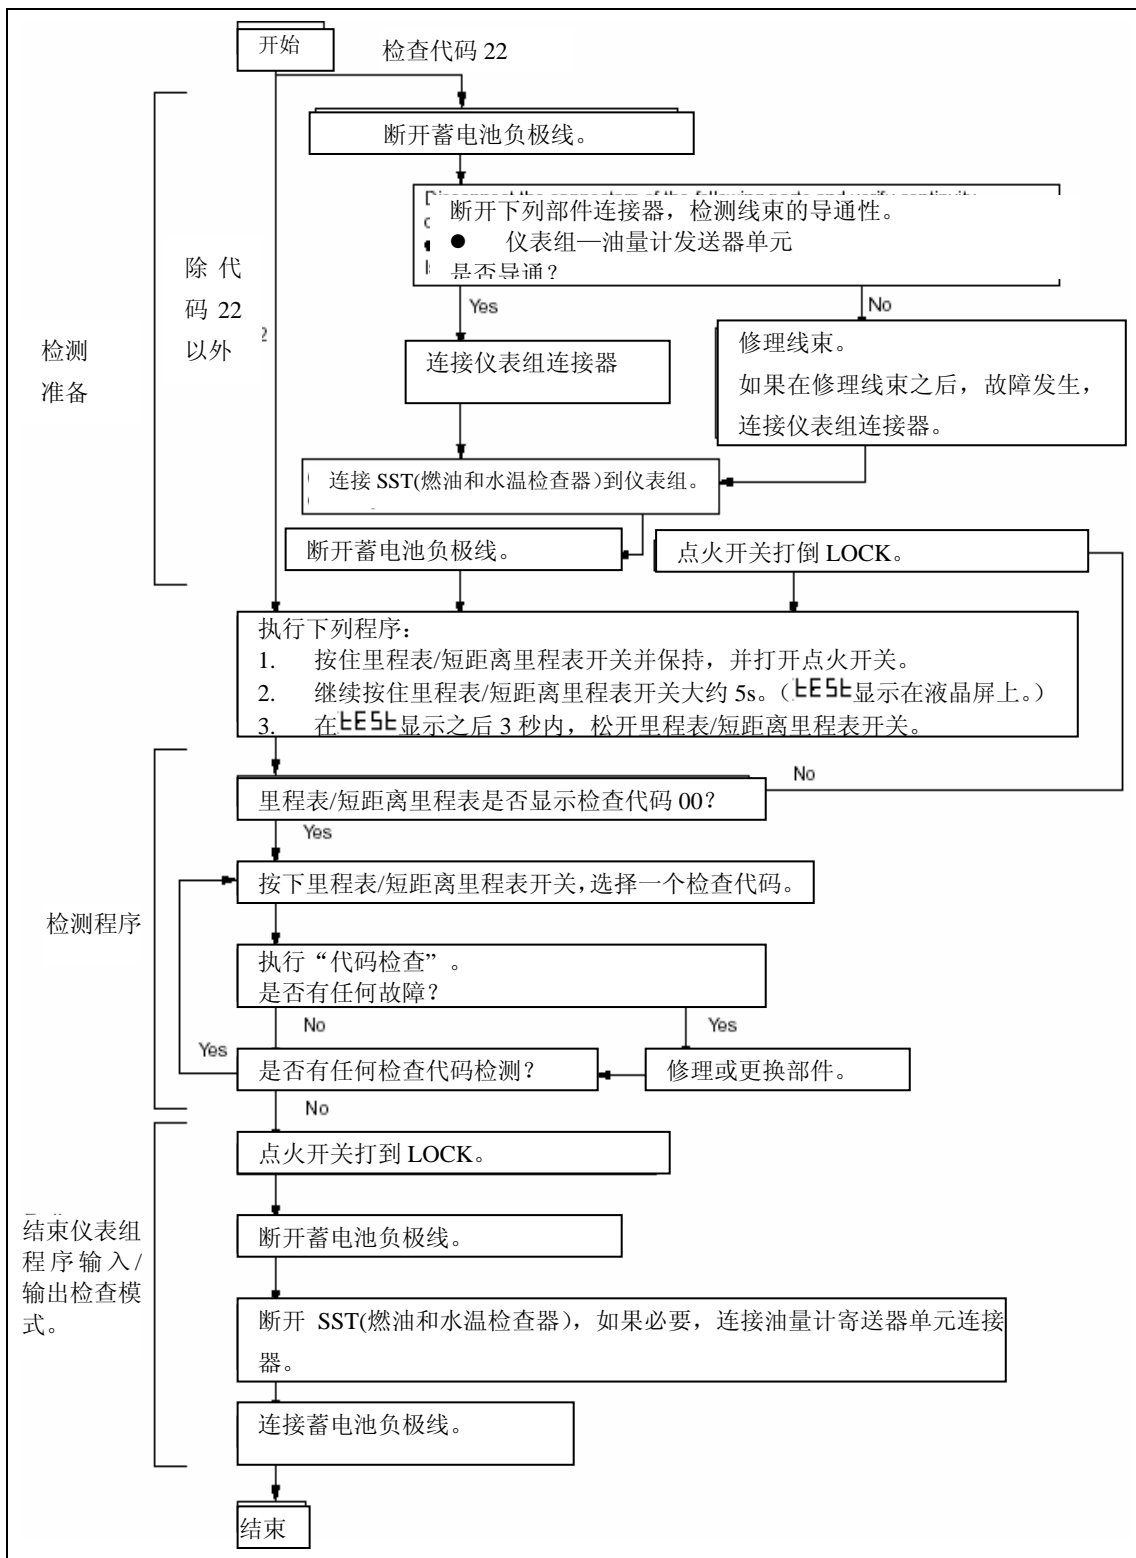 开始
检查代码 22
断开蓄电池负极线。
断开下列部件连接器，检测线束的导通性。
● 仪表组—油量计发送器单元
是否导通？
除 代
码 22
以外
2
检测
准备
Yes
No
连接仪表组连接器
修理线束。
如果在修理线束之后，故障发生，
连接仪表组连接器。
连接 SST(燃油和水温检查器)到仪表组。
断开蓄电池负极线。
点火开关打倒 LOCK。
执行下列程序：
1. 按住里程表/短距离里程表开关并保持，并打开点火开关。
2. 继续按住里程表/短距离里程表开关大约 5s。（tESt显示在液晶屏上。）
3. 在tESt显示之后 3 秒内，松开里程表/短距离里程表开关。
No
里程表/短距离里程表是否显示检查代码 00？
Yes
按下里程表/短距离里程表开关，选择一个检查代码。
检测程序
执行“代码检查”。
是否有任何故障？
No
Yes
Yes
是否有任何检查代码检测？
修理或更换部件。
No
点火开关打到 LOCK。
结束仪表组
程序输入/
输出检查模
式。
断开蓄电池负极线。
断开 SST(燃油和水温检查器)，如果必要，连接油量计寄送器单元连接
器。
连接蓄电池负极线。
结束